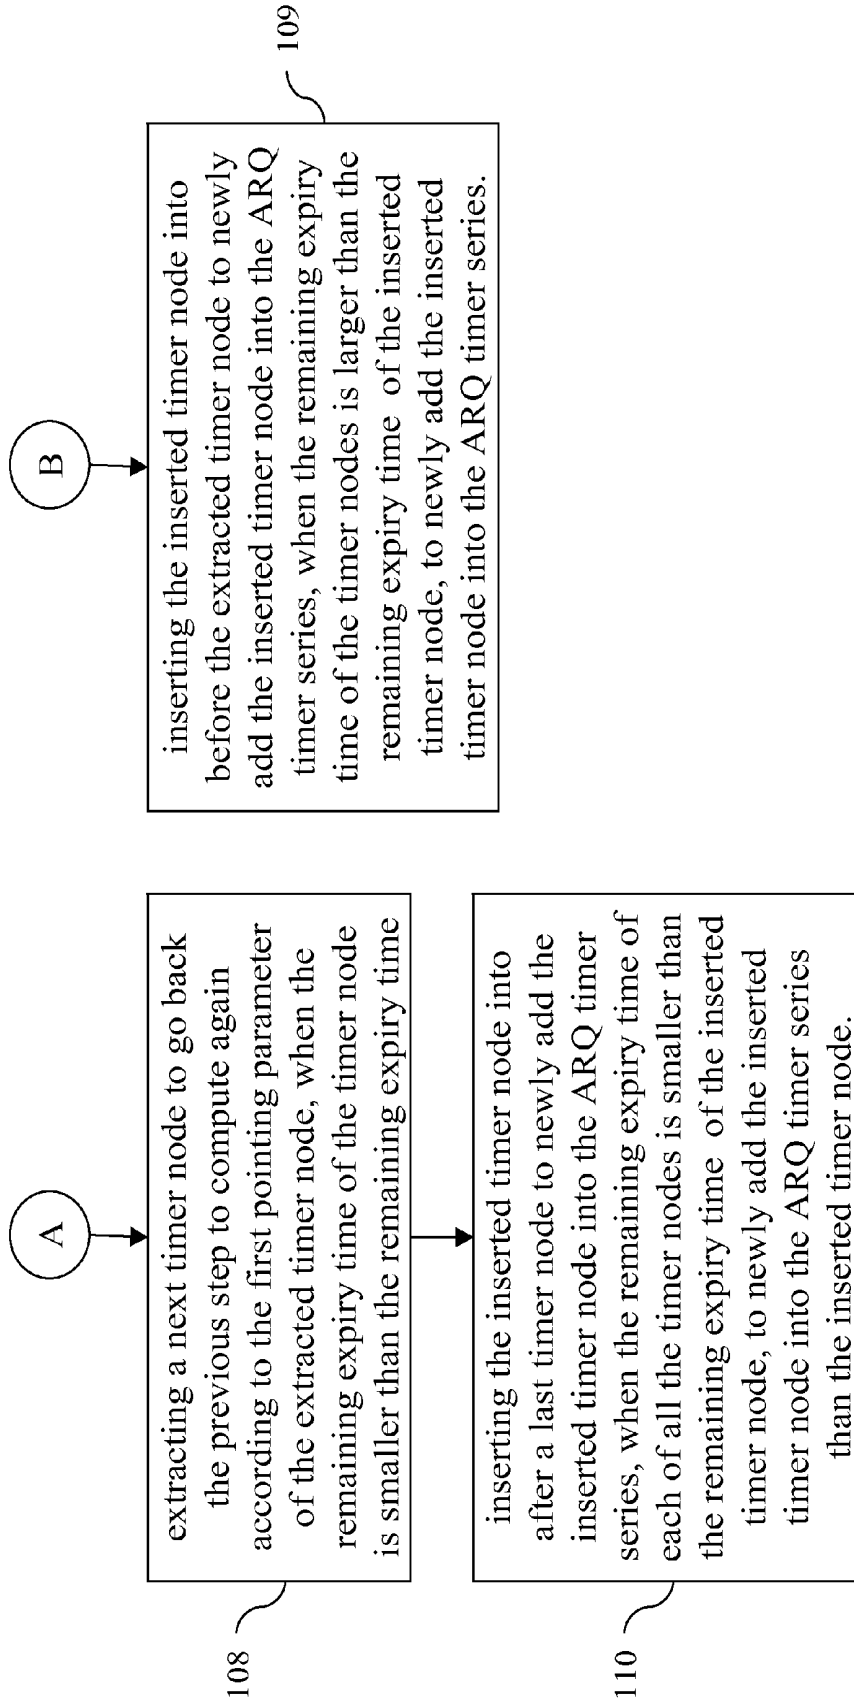 A
extracting a next timer node to go back
the previous step to compute again
according to the first pointing parameter
of the extracted timer node, when the
remaining expiry time of the timer node
is smaller than the remaining expiry time
108
inserting the inserted timer node into
after a last timer node to newly add the
inserted timer node into the ARQ timer
series, when the remaining expiry time of
each of all the timer nodes is smaller than
the remaining expiry time of the inserted
timer node, to newly add the inserted
timer node into the ARQ timer series
than the inserted timer node.
110
B
inserting the inserted timer node into
before the extracted timer node to newly
add the inserted timer node into the ARQ
timer series, when the remaining expiry
time of the timer nodes is larger than the
remaining expiry time of the inserted
timer node, to newly add the inserted
timer node into the ARQ timer series.
109